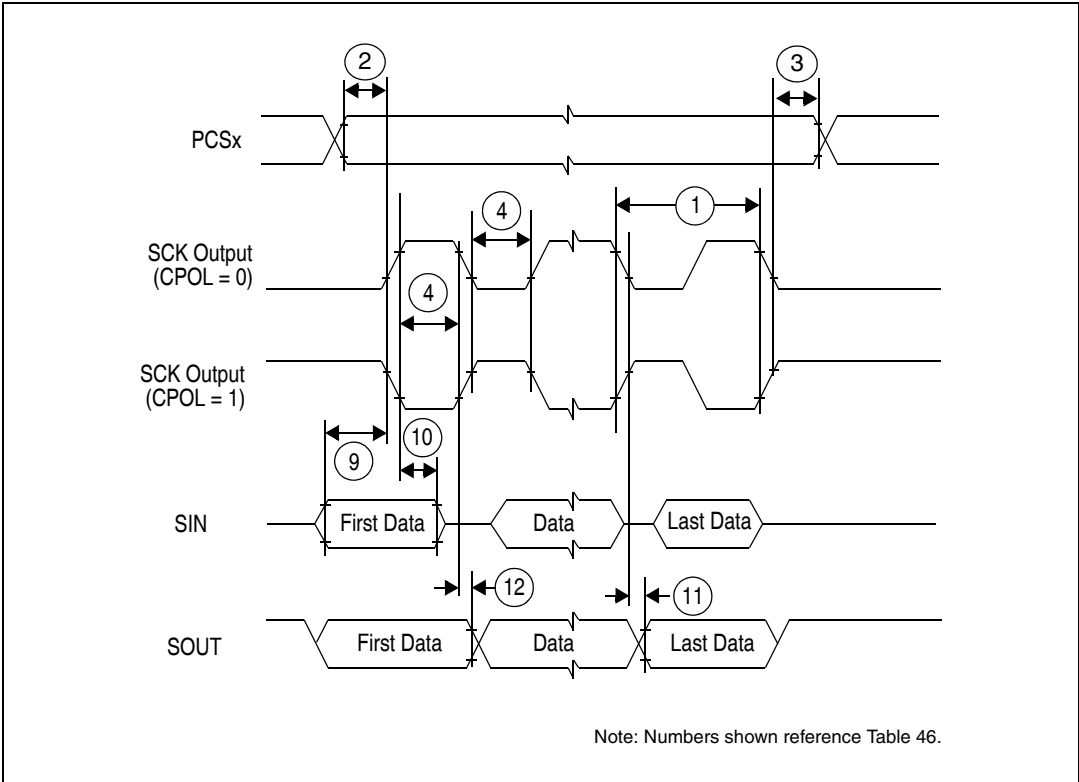 2
3
PCSx
1
4
SCK Output
(CPOL = 0)
4
SCK Output
(CPOL = 1)
10
9
SIN
First Data
Data
Last Data
12
11
SOUT
First Data
Data
Last Data
Note: Numbers shown reference Table 46.